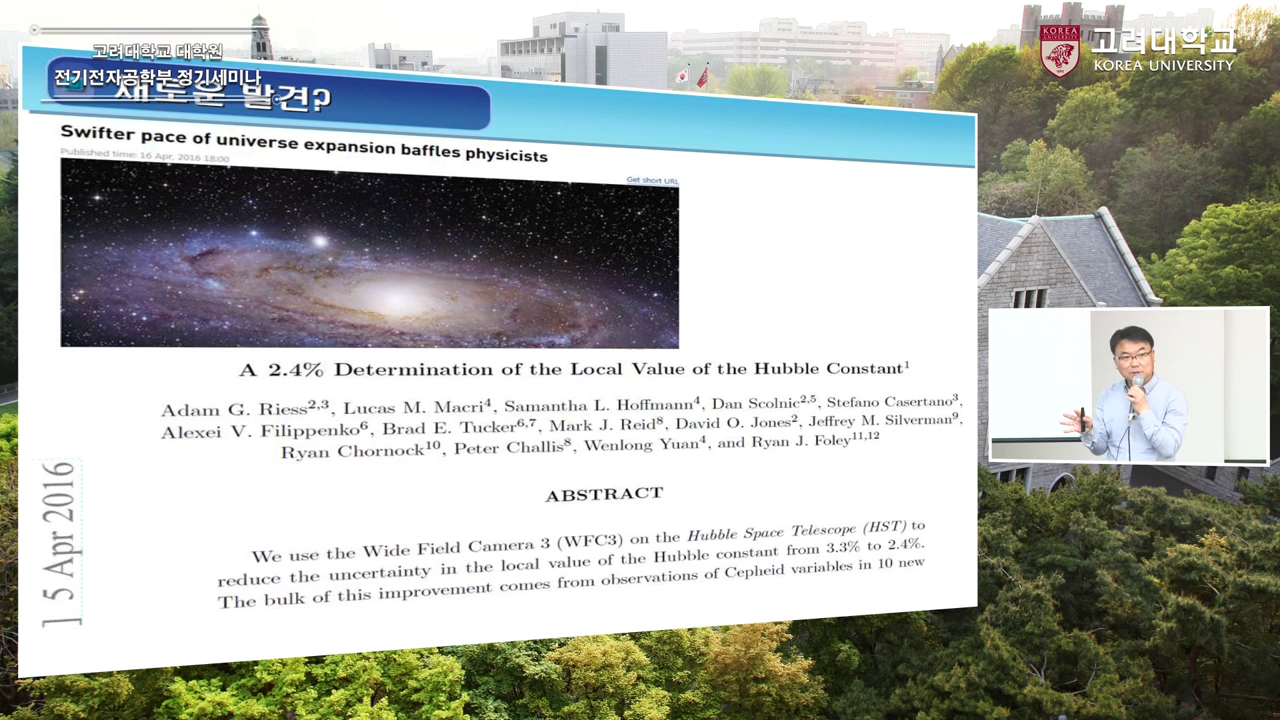 고려대학교 대학원
전기전자공학부 정기세미나
새로운 발견?
KOREA
UNIVERSITY
고려대학교
KOREA UNIVERSITY
Swifter pace of universe expansion baffles physicists
Published time: 16 Apr, 2016 18:00
Get short URL
A 2.4% Determination of the Local Value of the Hubble Constant¹
Adam G. Riess²,³, Lucas M. Macri⁴, Samantha L. Hoffmann⁴, Dan Scolnic²,⁵, Stefano Casertano³,
Alexei V. Filippenko⁶, Brad E. Tucker⁶,⁷, Mark J. Reid⁸, David O. Jones², Jeffrey M. Silverman⁹,
Ryan Chornock¹⁰, Peter Challis⁸, Wenlong Yuan⁴, and Ryan J. Foley¹¹,¹²
ABSTRACT
We use the Wide Field Camera 3 (WFC3) on the Hubble Space Telescope (HST) to
reduce the uncertainty in the local value of the Hubble constant from 3.3% to 2.4%.
The bulk of this improvement comes from observations of Cepheid variables in 10 new
] 5 Apr 2016